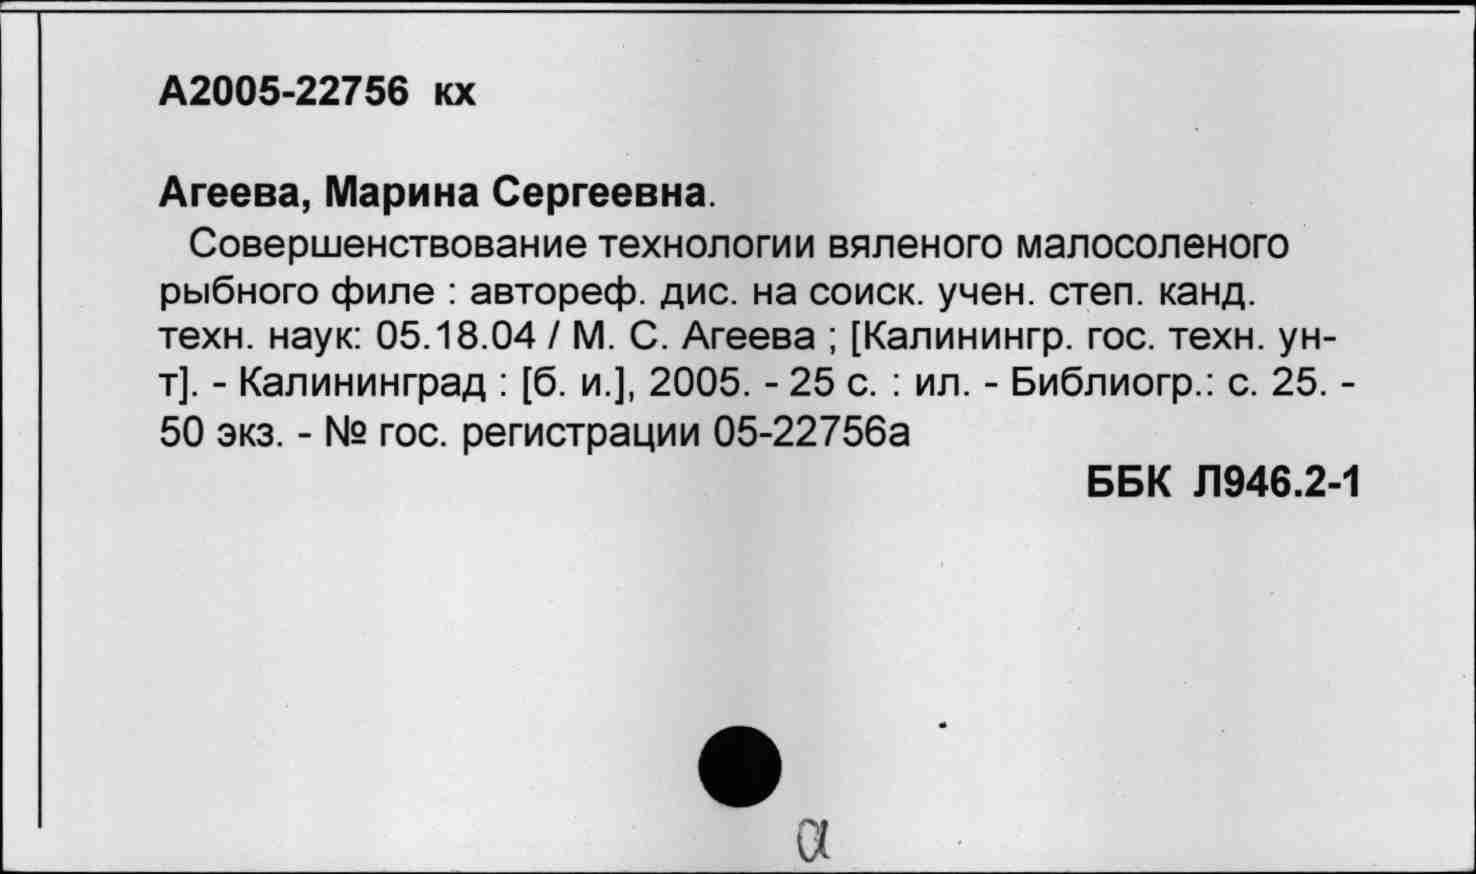 А2005-22756 кх
Агеева, Марина Сергеевна.
Совершенствование технологии вяленого малосоленого
рыбного филе : автореф. дис. на соиск. учен. степ. канд.
техн. наук: 05.18.04 / М. С. Агеева ; [Калинингр. гос. техн. ун-
т]. - Калининград : [б. и.], 2005. - 25 с. : ил. - Библиогр.: с. 25. -
50 экз. - № гос. регистрации 05-22756а
ББК Л946.2-1
а